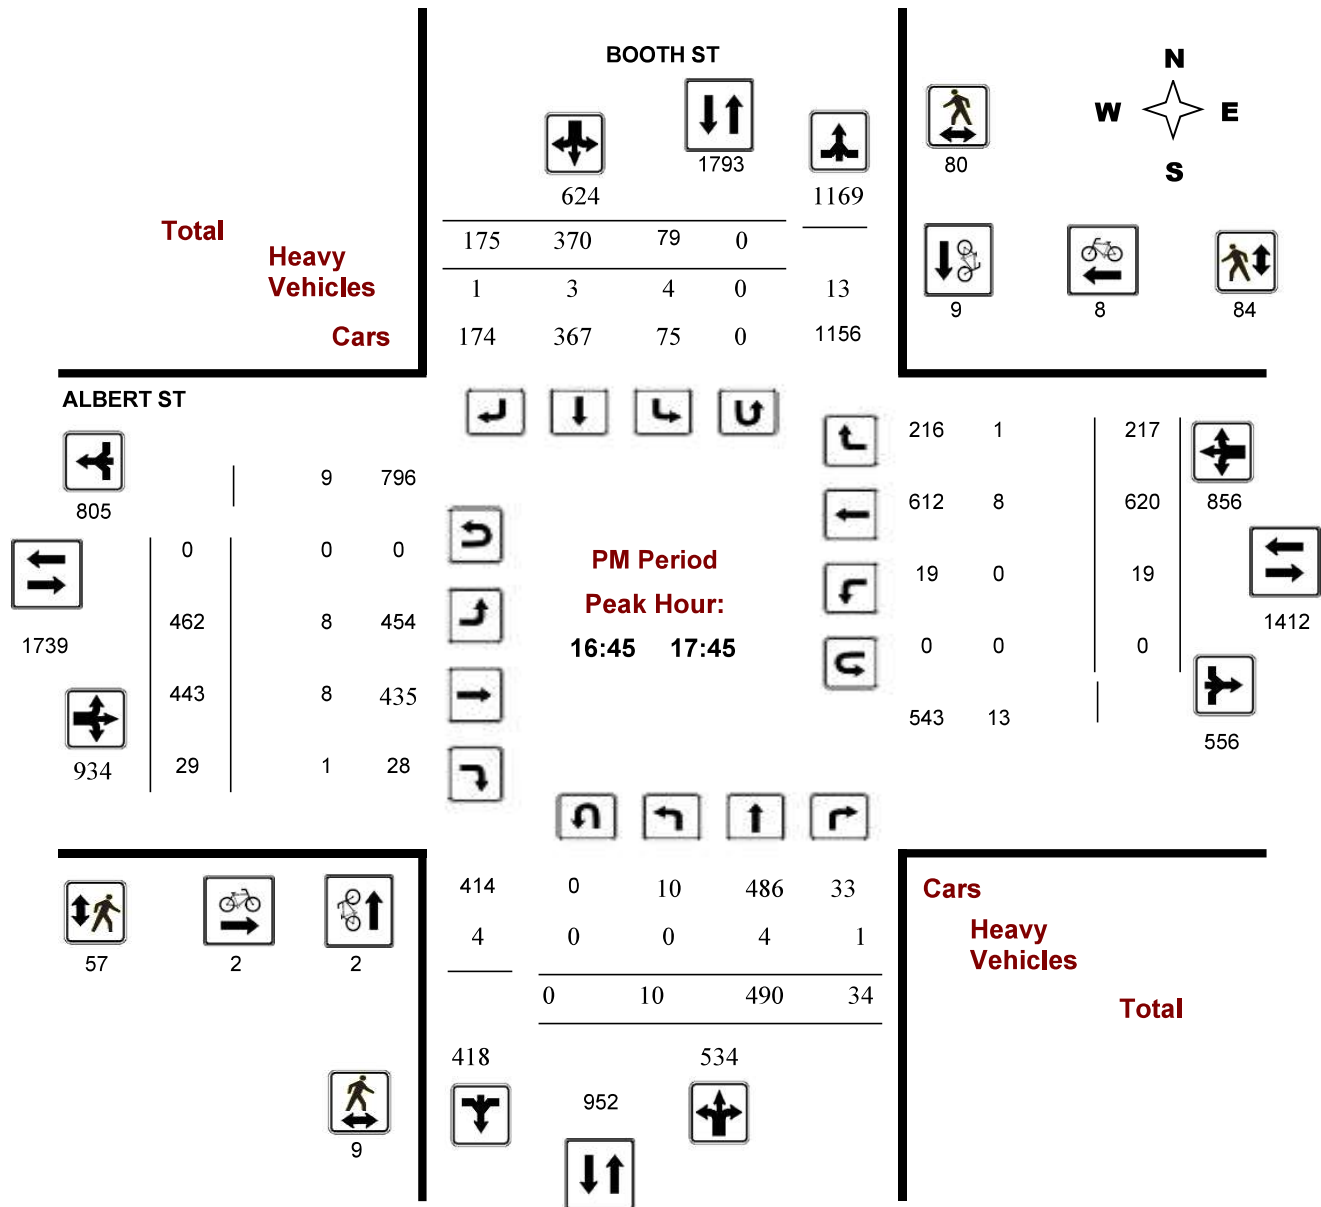 BOOTH ST
N
W E
S
1793
80
624
1169
Total
175 370 79 0
Heavy
Vehicles
1 3 4 0 13
9 8 84
Cars
174 367 75 0 1156
ALBERT ST
216 1 217
9 796
805
612 8 620 856
0 0 0
PM Period
19 0 19
Peak Hour:
462 8 454
1412
1739
16:45 17:45
0 0 0
443 8 435
543 13
556
934 29 1 28
414 0 10 486 33
Cars
4 0 0 4 1
Heavy
Vehicles
57 2 2
0 10 490 34
Total
418 534
952
9